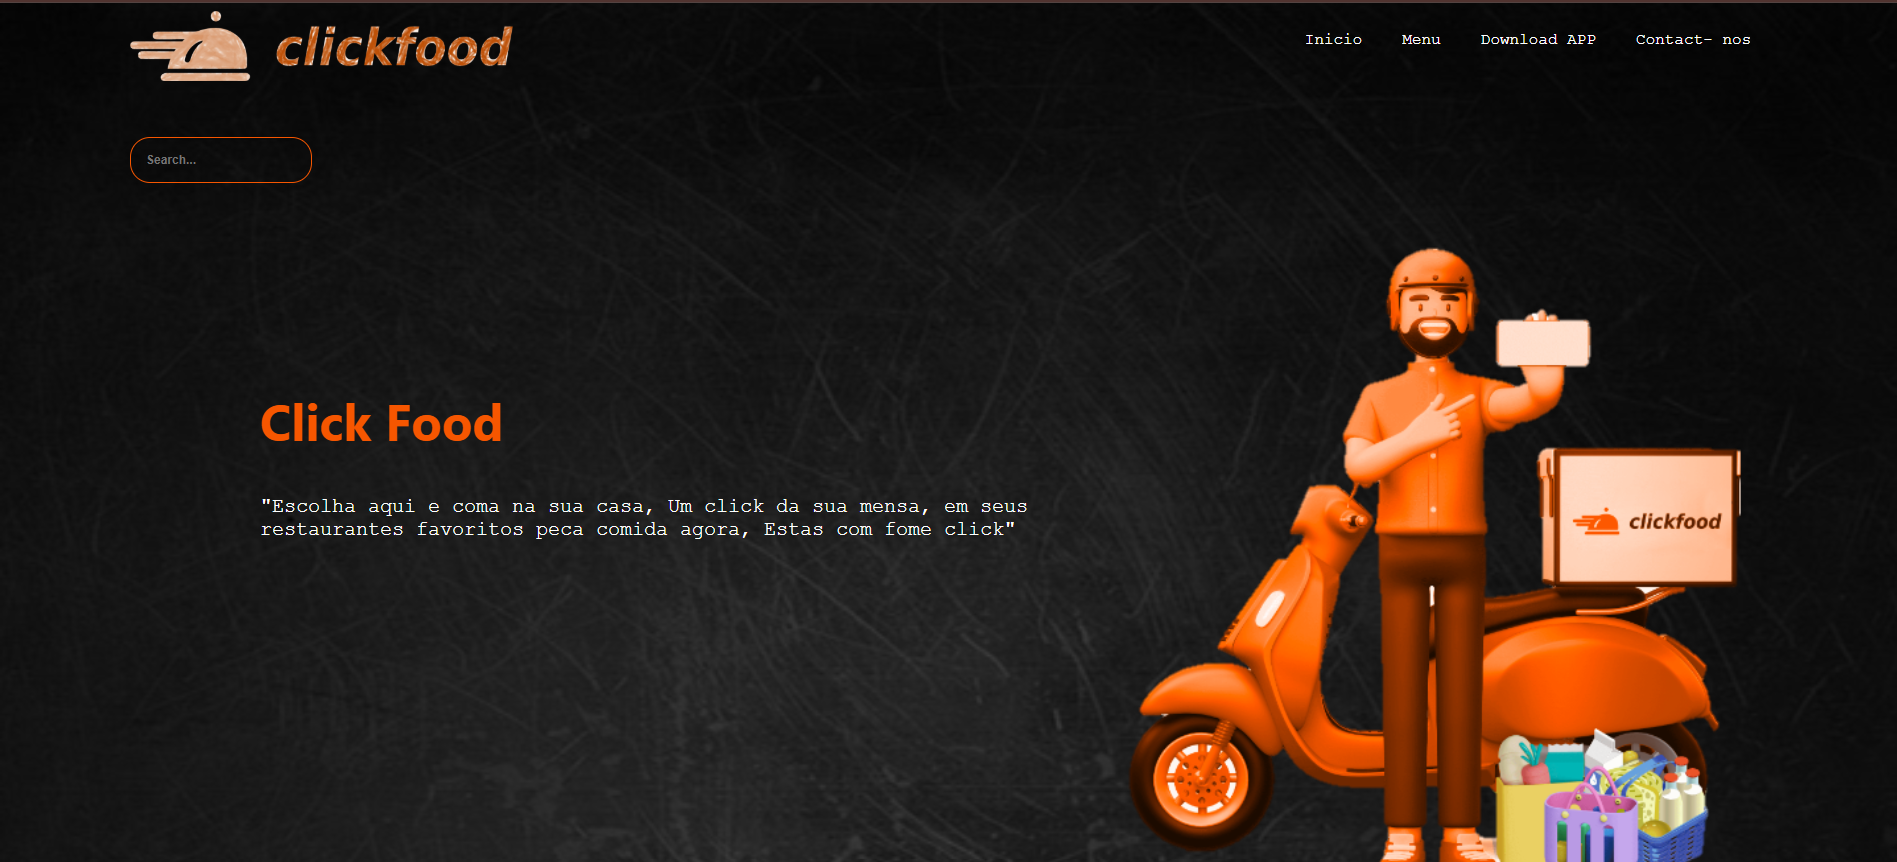 clickfood
Inicio Menu Download APP Contact- nos
Search...
Click Food
"Escolha aqui e coma na sua casa, Um click da sua mensa, em seus
restaurantes favoritos peca comida agora, Estas com fome click"
clickfood